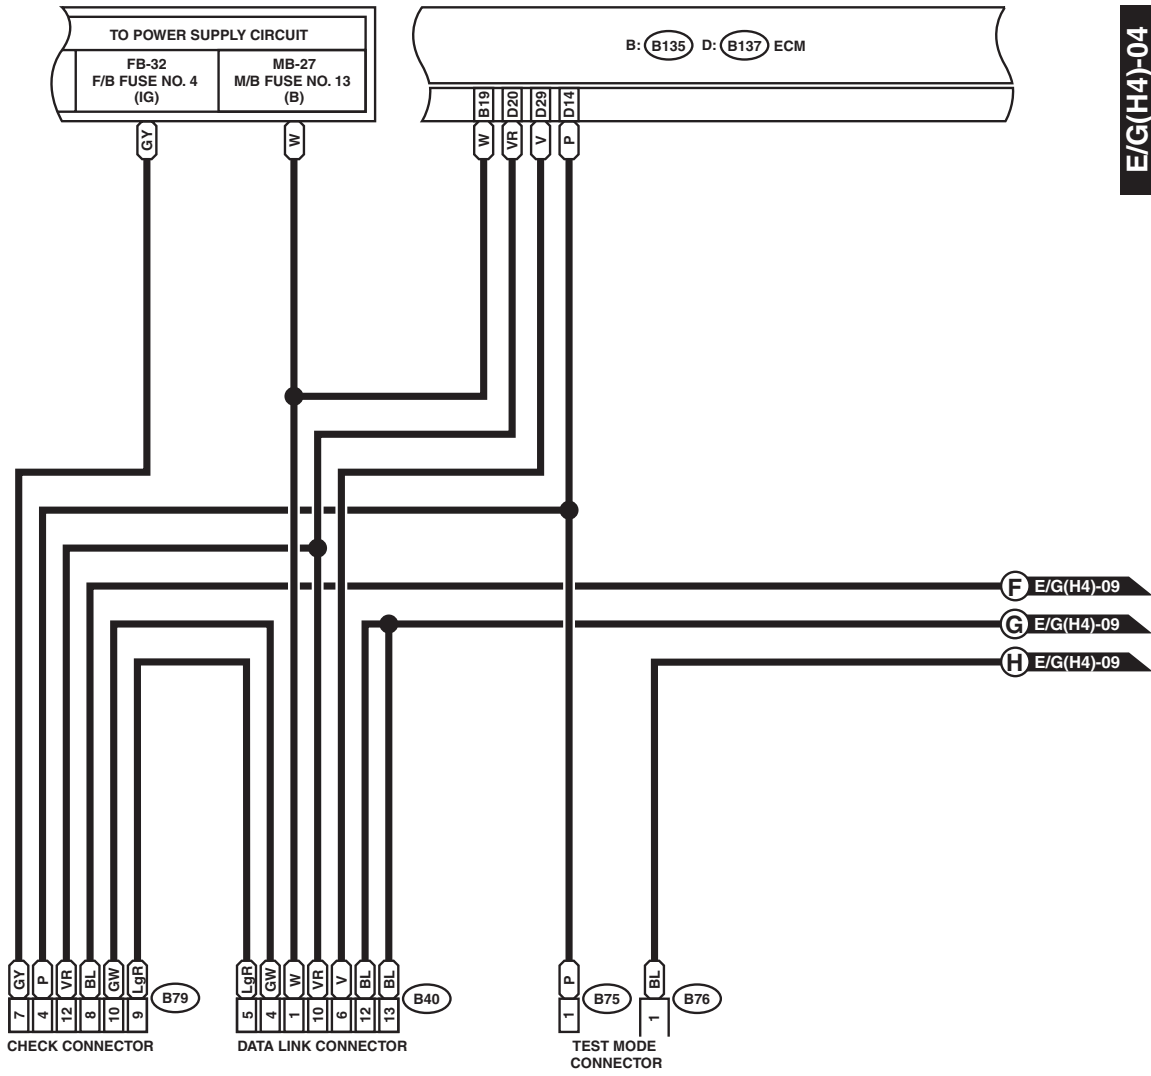 TO POWER SUPPLY CIRCUIT
FB-32
F/B FUSE NO. 4
(IG)
MB-27
M/B FUSE NO. 13
(B)
B: B135 D: B137 ECM
E/G(H4)-04
B19 D20 D29 D14
GY W W VR V P
F E/G(H4)-09
G E/G(H4)-09
H E/G(H4)-09
GY P VR BL GW LgR
7 4 12 8 10 9
B79
CHECK CONNECTOR
LgR GW W VR V BL BL
5 4 1 10 6 12 13
B40
DATA LINK CONNECTOR
P
1
B75
BL
1
B76
TEST MODE
CONNECTOR